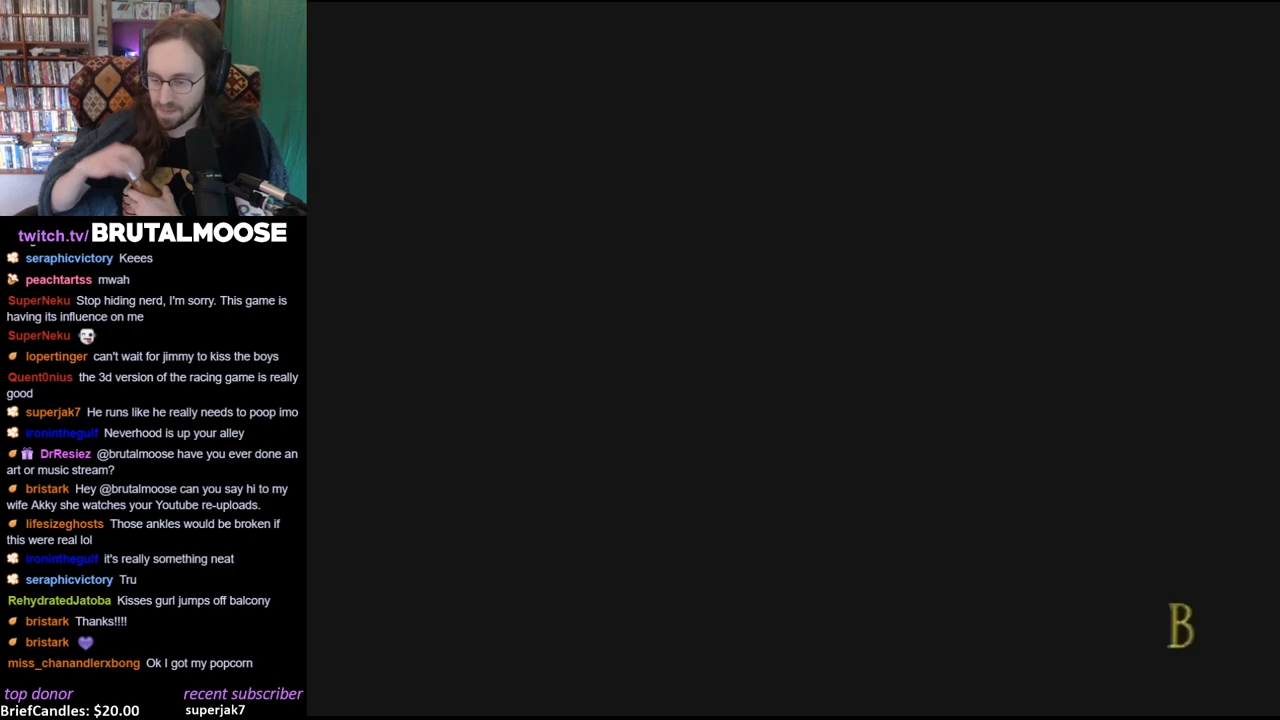 twitch.tv/BRUTALMOOSE
seraphicvictory Keees
peachtartss mwah
SuperNeku Stop hiding nerd, I'm sorry. This game is
having its influence on me
SuperNeku
lopertinger can't wait for jimmy to kiss the boys
Quent0nius the 3d version of the racing game is really
good
superjak7 He runs like he really needs to poop imo
ironinthegulf Neverhood is up your alley
DrResiez @brutalmoose have you ever done an
art or music stream?
bristark Hey @brutalmoose can you say hi to my
wife Akky she watches your Youtube re-uploads.
lifesizeghosts Those ankles would be broken if
this were real lol
ironinthegulf it's really something neat
seraphicvictory Tru
RehydratedJatoba Kisses gurl jumps off balcony
bristark Thanks!!!!
bristark
miss_chanandlerxbong Ok I got my popcorn
top donor recent subscriber
BriefCandles: $20.00 superjak7
B